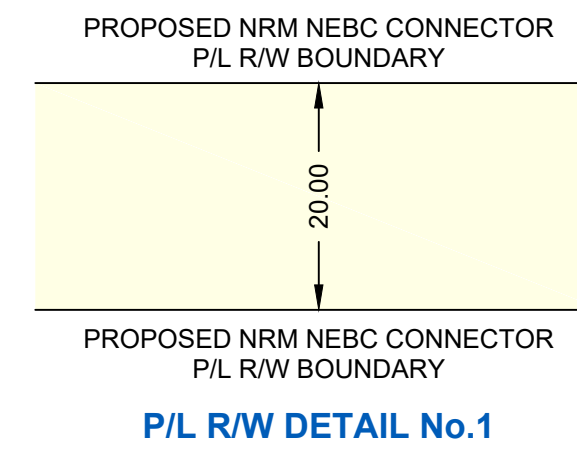 PROPOSED NRM NEBC CONNECTOR
P/L R/W BOUNDARY
20.00
PROPOSED NRM NEBC CONNECTOR
P/L R/W BOUNDARY
P/L R/W DETAIL No.1